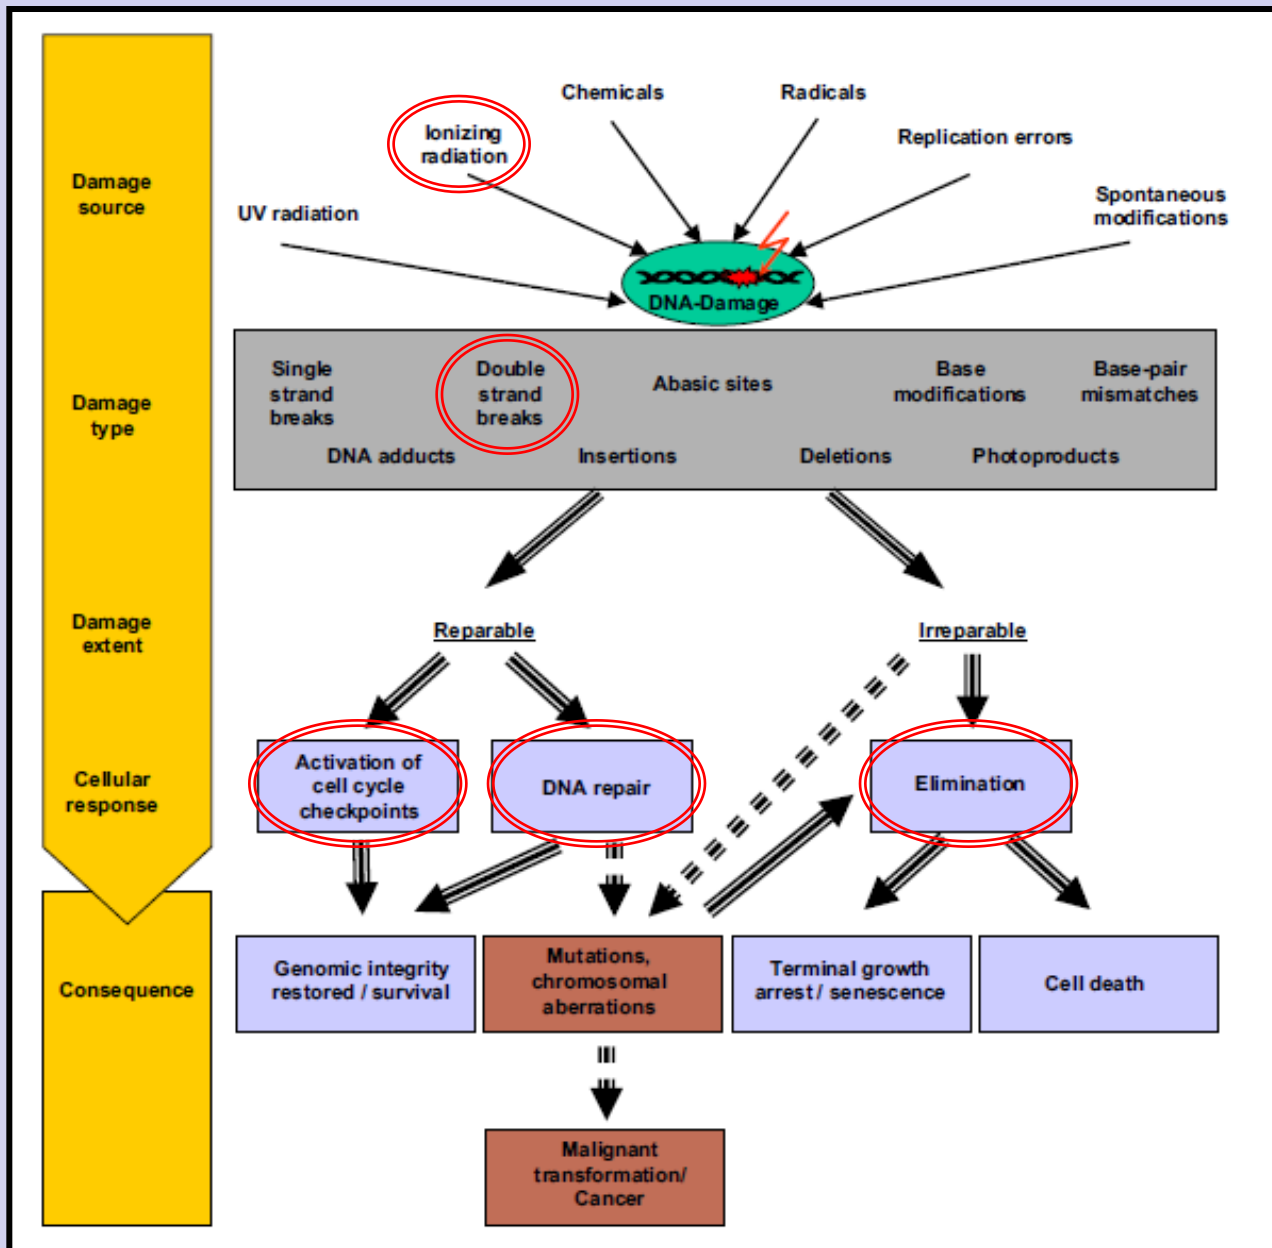 Chemicals
Radicals
Ionizing
radiation
Replication errors
Damage
source
UV radiation
Spontaneous
modifications
DNA-Damage
Damage
type
Single
strand
breaks
Double
strand
breaks
Abasic sites
Base
modifications
Base-pair
mismatches
DNA adducts
Insertions
Deletions
Photoproducts
Damage
extent
Reparable
Irreparable
Cellular
response
Activation of
cell cycle
checkpoints
DNA repair
Elimination
Consequence
Genomic integrity
restored / survival
Mutations,
chromosomal
aberrations
Terminal growth
arrest / senescence
Cell death
Malignant
transformation/
Cancer